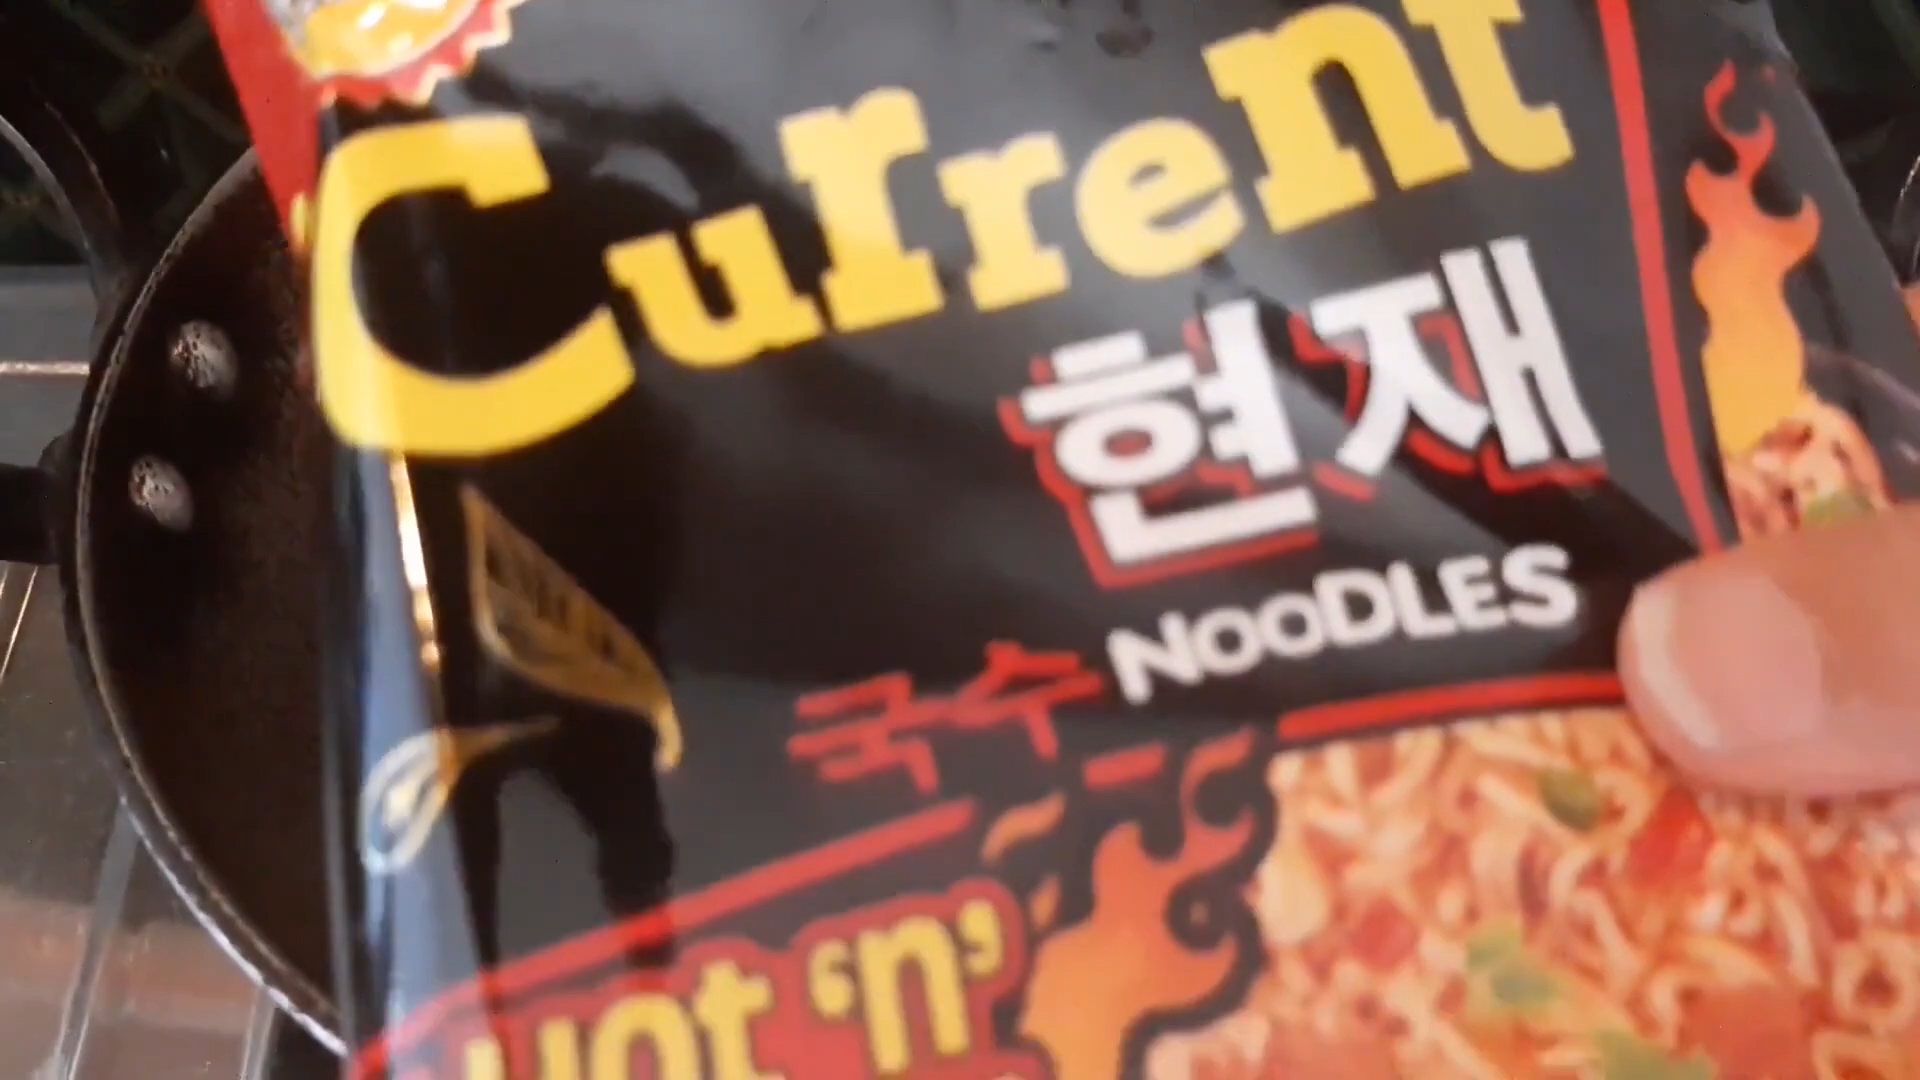 Current
현재
국수 NOODLES
Hot 'n'